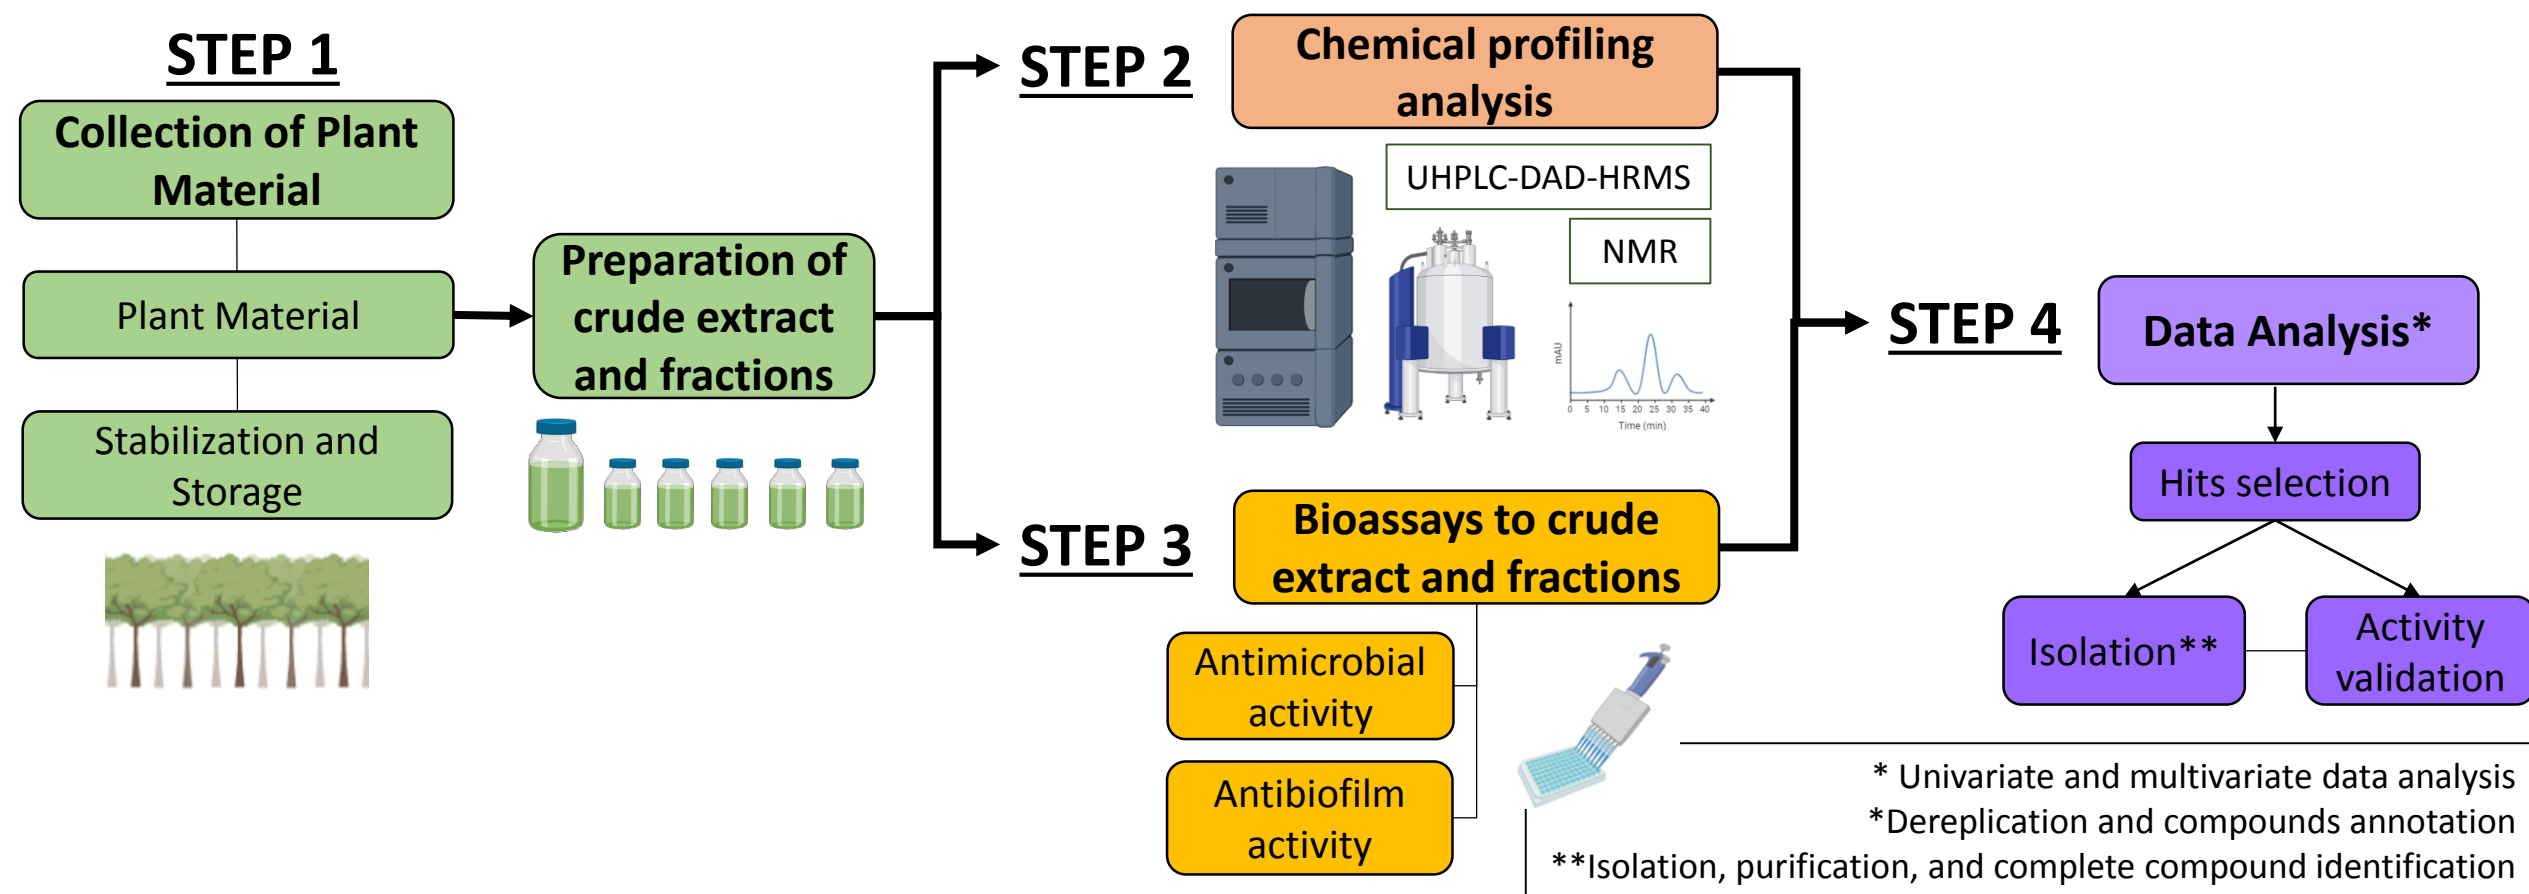 STEP 1
Collection of Plant
Material
Plant Material
Stabilization and
Storage
Preparation of
crude extract
and fractions
STEP 2
Chemical profiling
analysis
UHPLC-DAD-HRMS
NMR
mAU
0 5 10 15 20 25 30 35 40
Time (min)
STEP 3
Bioassays to crude
extract and fractions
Antimicrobial
activity
Antibiofilm
activity
STEP 4
Data Analysis*
Hits selection
Isolation**
Activity
validation
* Univariate and multivariate data analysis
*Dereplication and compounds annotation
**Isolation, purification, and complete compound identification